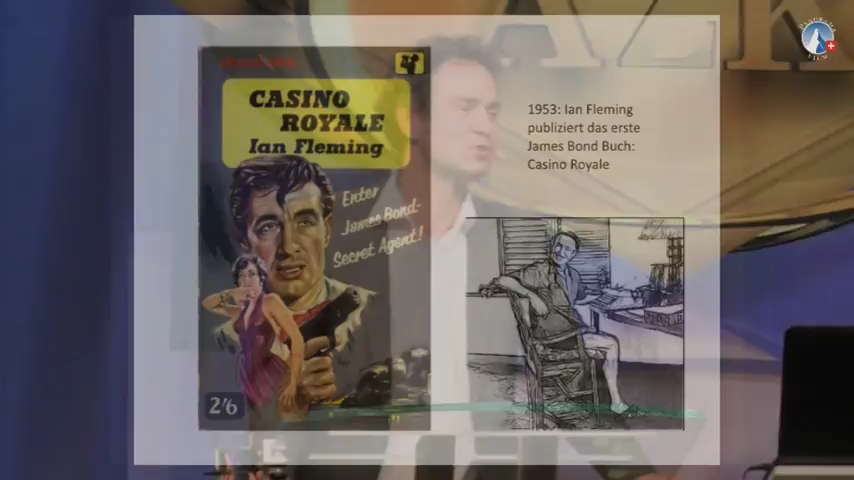 CASINO
ROYALE
Ian Fleming
Enter
James Bond-
Secret Agent!
2'6
1953: Ian Fleming
publiziert das erste
James Bond Buch:
Casino Royale